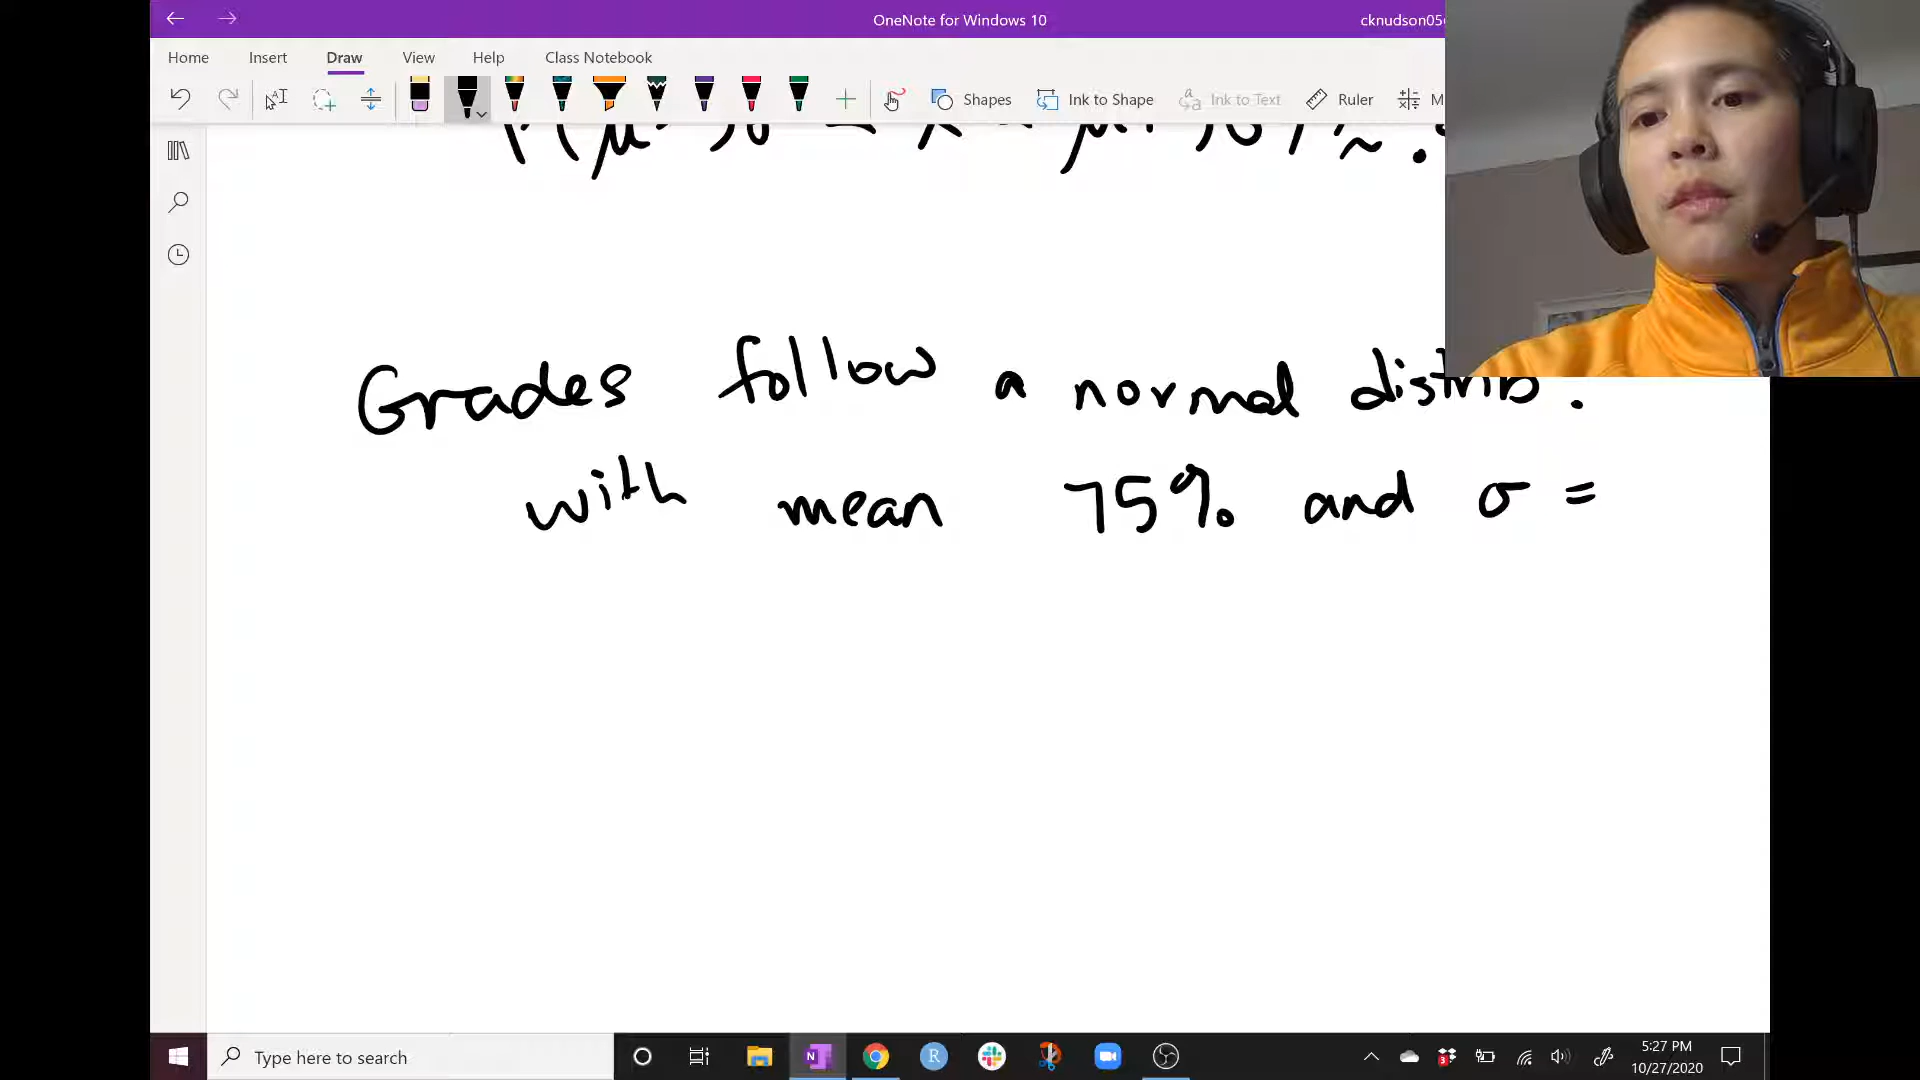 OneNote for Windows 10
cknudson05
Home Insert Draw View Help Class Notebook
Shapes Ink to Shape Ink to Text Ruler M
Grades follow a normal distrib.
with mean 75% and σ =
Type here to search
5:27 PM
10/27/2020